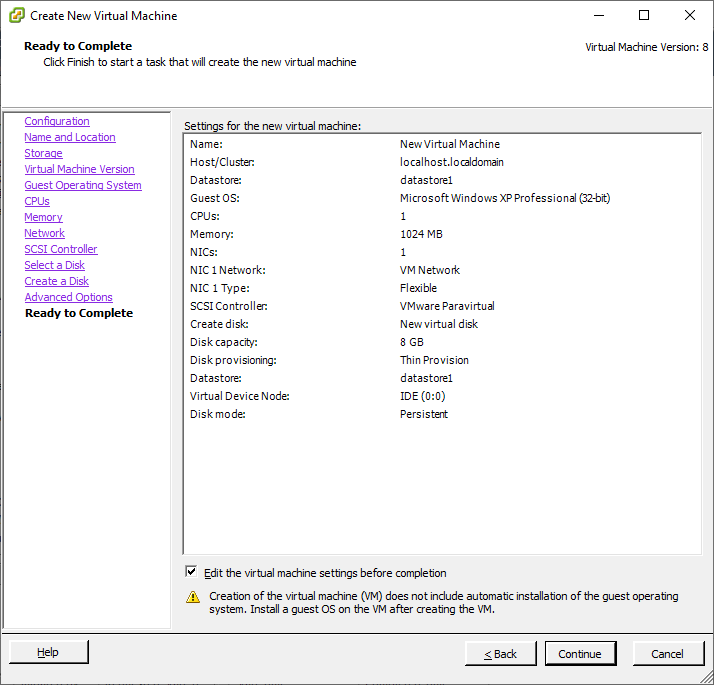 Create New Virtual Machine
Ready to Complete
Click Finish to start a task that will create the new virtual machine
Virtual Machine Version: 8
Configuration
Name and Location
Storage
Virtual Machine Version
Guest Operating System
CPUs
Memory
Network
SCSI Controller
Select a Disk
Create a Disk
Advanced Options
Ready to Complete
Settings for the new virtual machine:
Name: New Virtual Machine
Host/Cluster: localhost.localdomain
Datastore: datastore1
Guest OS: Microsoft Windows XP Professional (32-bit)
CPUs: 1
Memory: 1024 MB
NICs: 1
NIC 1 Network: VM Network
NIC 1 Type: Flexible
SCSI Controller: VMware Paravirtual
Create disk: New virtual disk
Disk capacity: 8 GB
Disk provisioning: Thin Provision
Datastore: datastore1
Virtual Device Node: IDE (0:0)
Disk mode: Persistent
Edit the virtual machine settings before completion
Creation of the virtual machine (VM) does not include automatic installation of the guest operating
system. Install a guest OS on the VM after creating the VM.
Help
< Back
Continue
Cancel